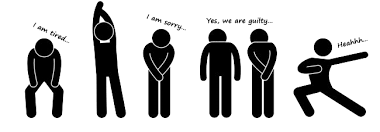 I am tired...
I am sorry...
Yes, we are guilty...
Heahhh...